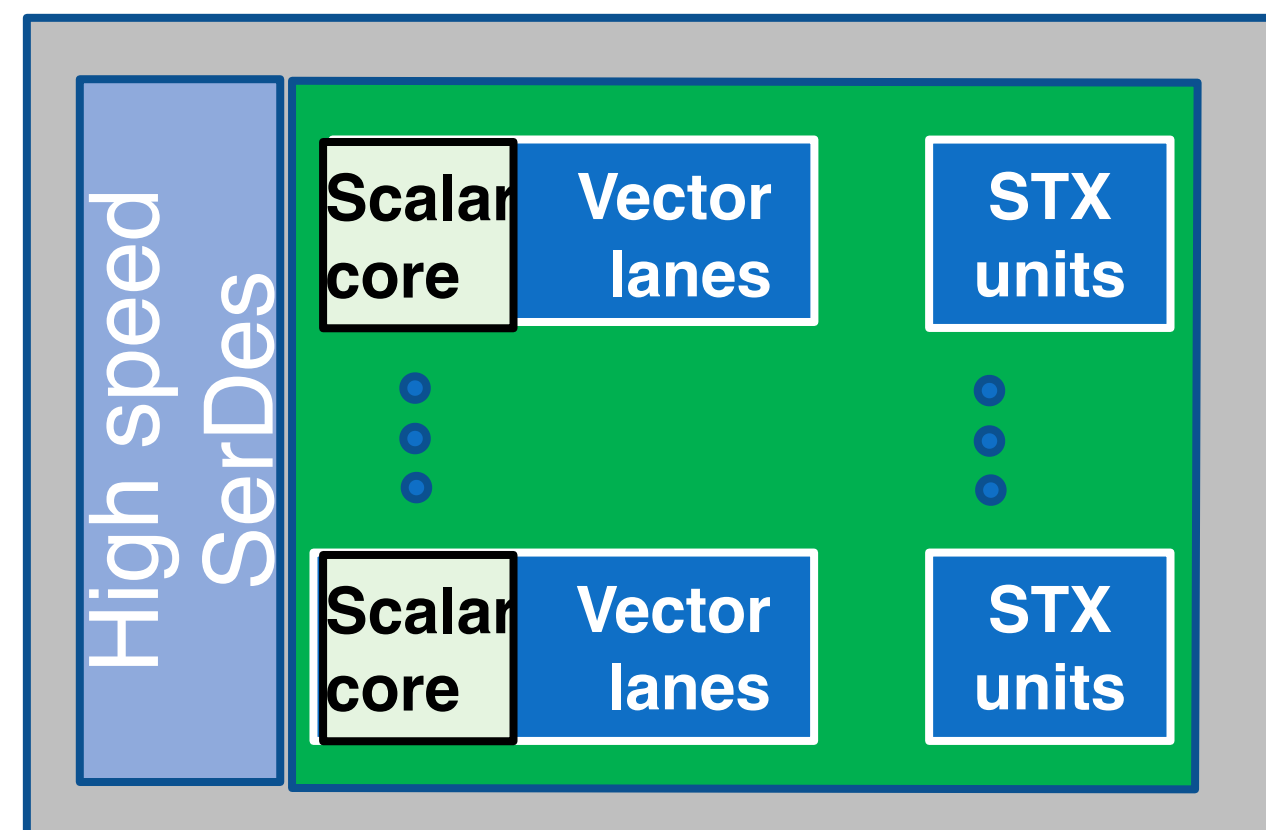 High speed
SerDes
Scalar
core
Vector
lanes
STX
units
Scalar
core
Vector
lanes
STX
units